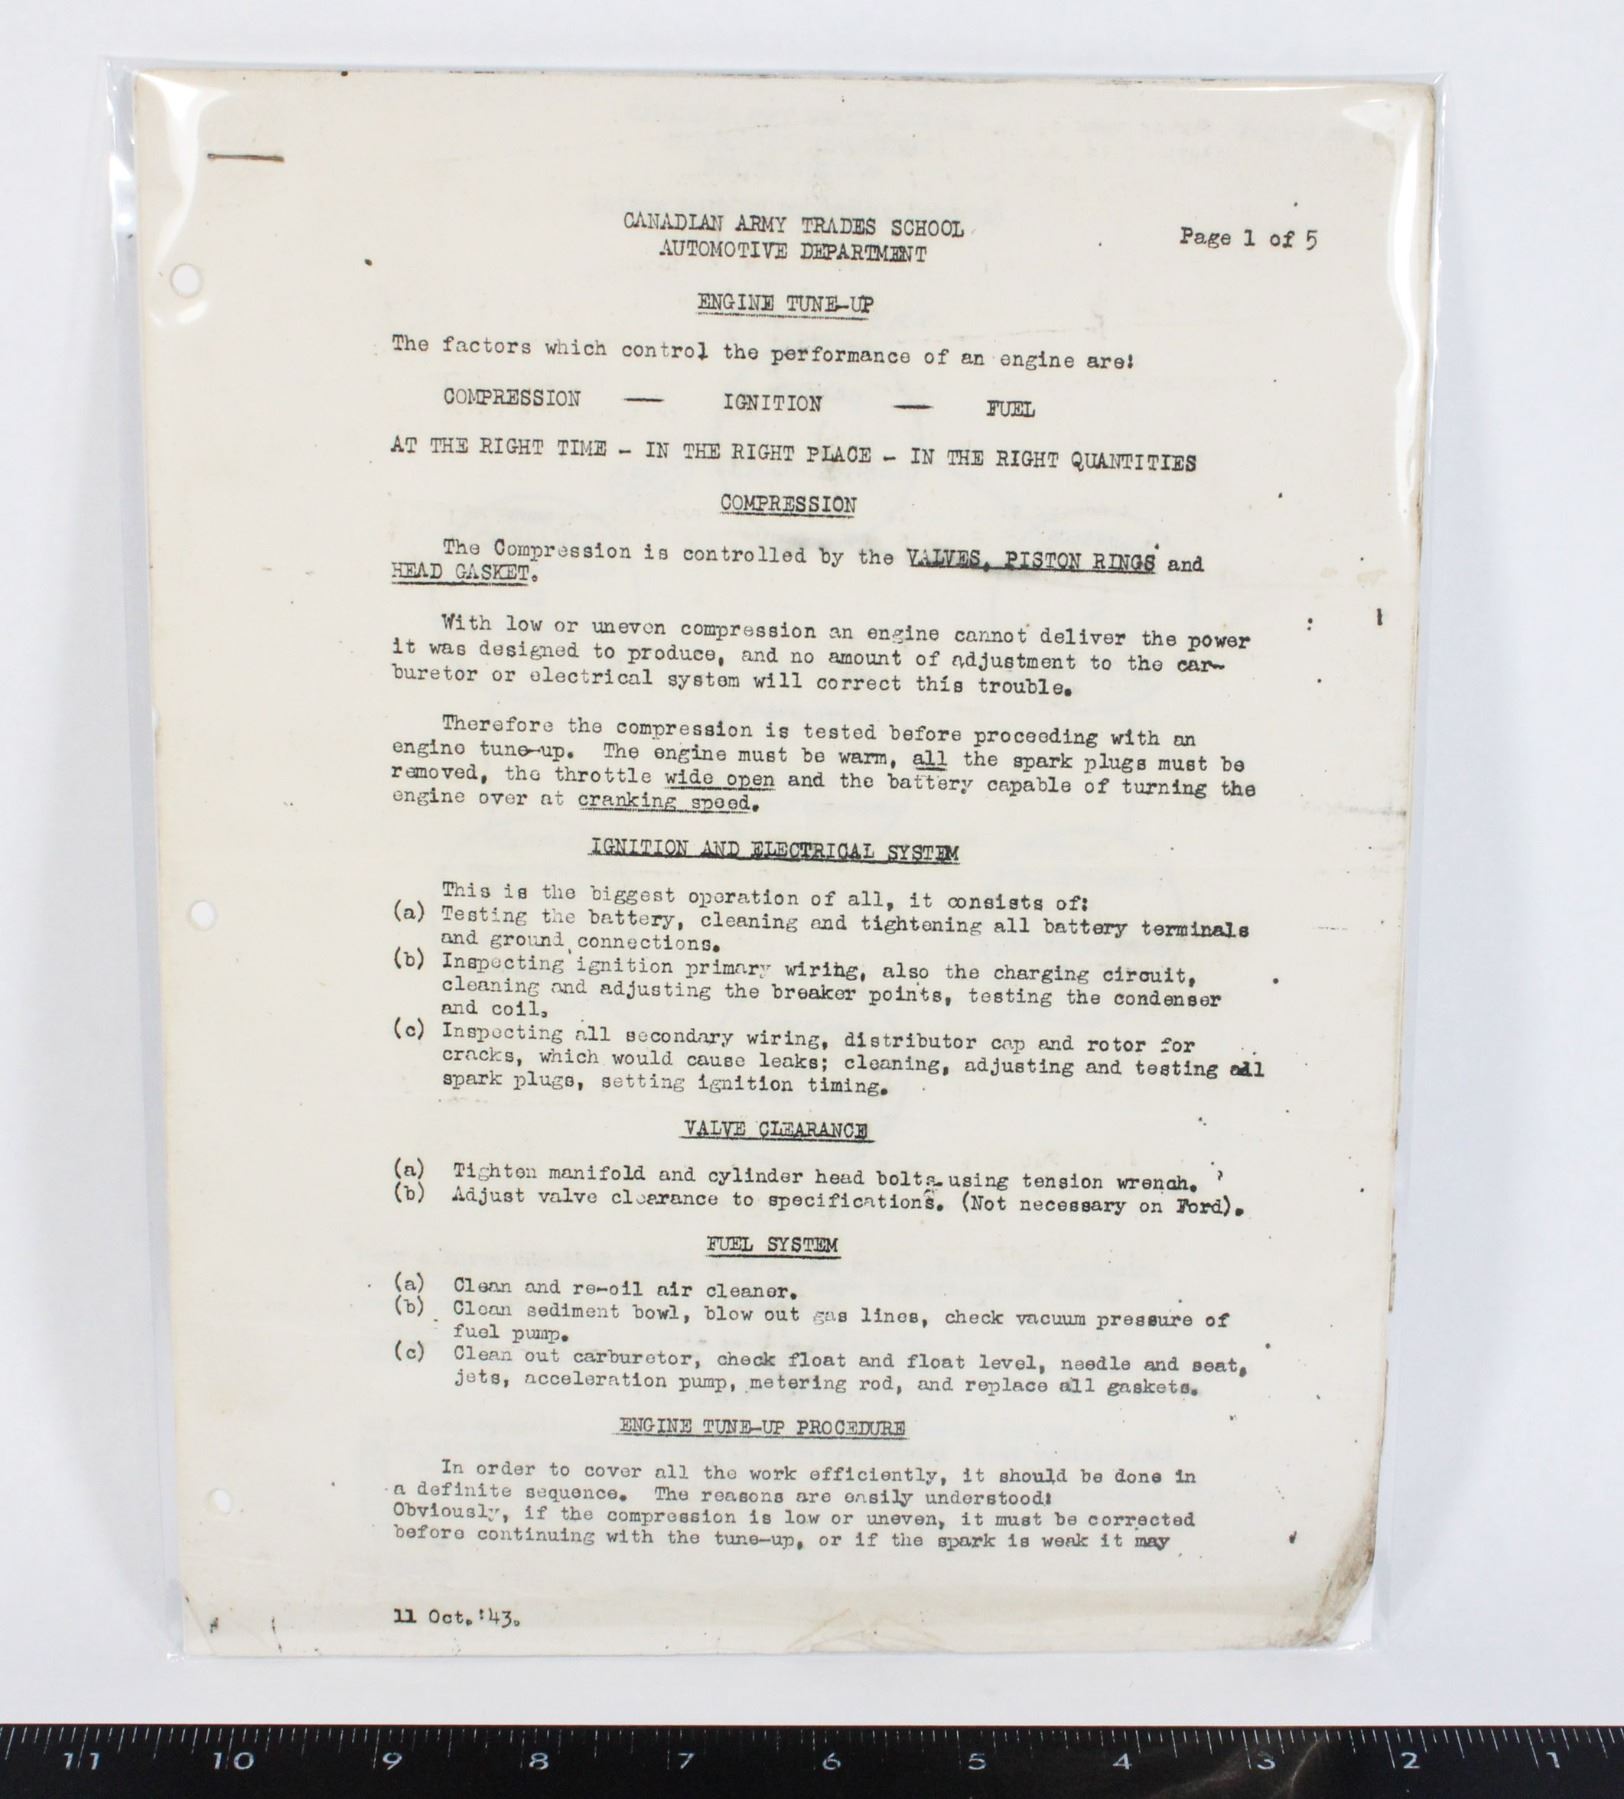 CANADIAN ARMY TRADES SCHOOL
AUTOMOTIVE DEPARTMENT
Page 1 of 5
ENGINE TUNE-UP
The factors which control the performance of an engine are:
COMPRESSION — IGNITION — FUEL
AT THE RIGHT TIME - IN THE RIGHT PLACE - IN THE RIGHT QUANTITIES
COMPRESSION
The Compression is controlled by the VALVES, PISTON RINGS and
HEAD GASKET.
With low or uneven compression an engine cannot deliver the power
it was designed to produce, and no amount of adjustment to the car-
buretor or electrical system will correct this trouble.
Therefore the compression is tested before proceeding with an
engine tune-up. The engine must be warm, all the spark plugs must be
removed, the throttle wide open and the battery capable of turning the
engine over at cranking speed.
IGNITION AND ELECTRICAL SYSTEM
This is the biggest operation of all, it consists of:
(a) Testing the battery, cleaning and tightening all battery terminals
and ground connections.
(b) Inspecting ignition primary wiring, also the charging circuit,
cleaning and adjusting the breaker points, testing the condenser
and coil.
(c) Inspecting all secondary wiring, distributor cap and rotor for
cracks, which would cause leaks; cleaning, adjusting and testing all
spark plugs, setting ignition timing.
VALVE CLEARANCE
(a) Tighten manifold and cylinder head bolts using tension wrench.
(b) Adjust valve clearance to specifications. (Not necessary on Ford).
FUEL SYSTEM
(a) Clean and re-oil air cleaner.
(b) Clean sediment bowl, blow out gas lines, check vacuum pressure of
fuel pump.
(c) Clean out carburetor, check float and float level, needle and seat,
jets, acceleration pump, metering rod, and replace all gaskets.
ENGINE TUNE-UP PROCEDURE
In order to cover all the work efficiently, it should be done in
a definite sequence. The reasons are easily understood:
Obviously, if the compression is low or uneven, it must be corrected
before continuing with the tune-up, or if the spark is weak it may
11 Oct.'43.
11 10 9 8 7 6 5 4 3 2 1